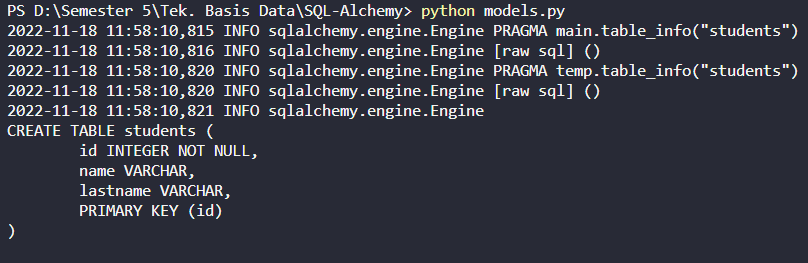 PS D:\Semester 5\Tek. Basis Data\SQL-Alchemy> python models.py
2022-11-18 11:58:10,815 INFO sqlalchemy.engine.Engine PRAGMA main.table_info("students")
2022-11-18 11:58:10,816 INFO sqlalchemy.engine.Engine [raw sql] ()
2022-11-18 11:58:10,820 INFO sqlalchemy.engine.Engine PRAGMA temp.table_info("students")
2022-11-18 11:58:10,820 INFO sqlalchemy.engine.Engine [raw sql] ()
2022-11-18 11:58:10,821 INFO sqlalchemy.engine.Engine
CREATE TABLE students (
        id INTEGER NOT NULL,
        name VARCHAR,
        lastname VARCHAR,
        PRIMARY KEY (id)
)